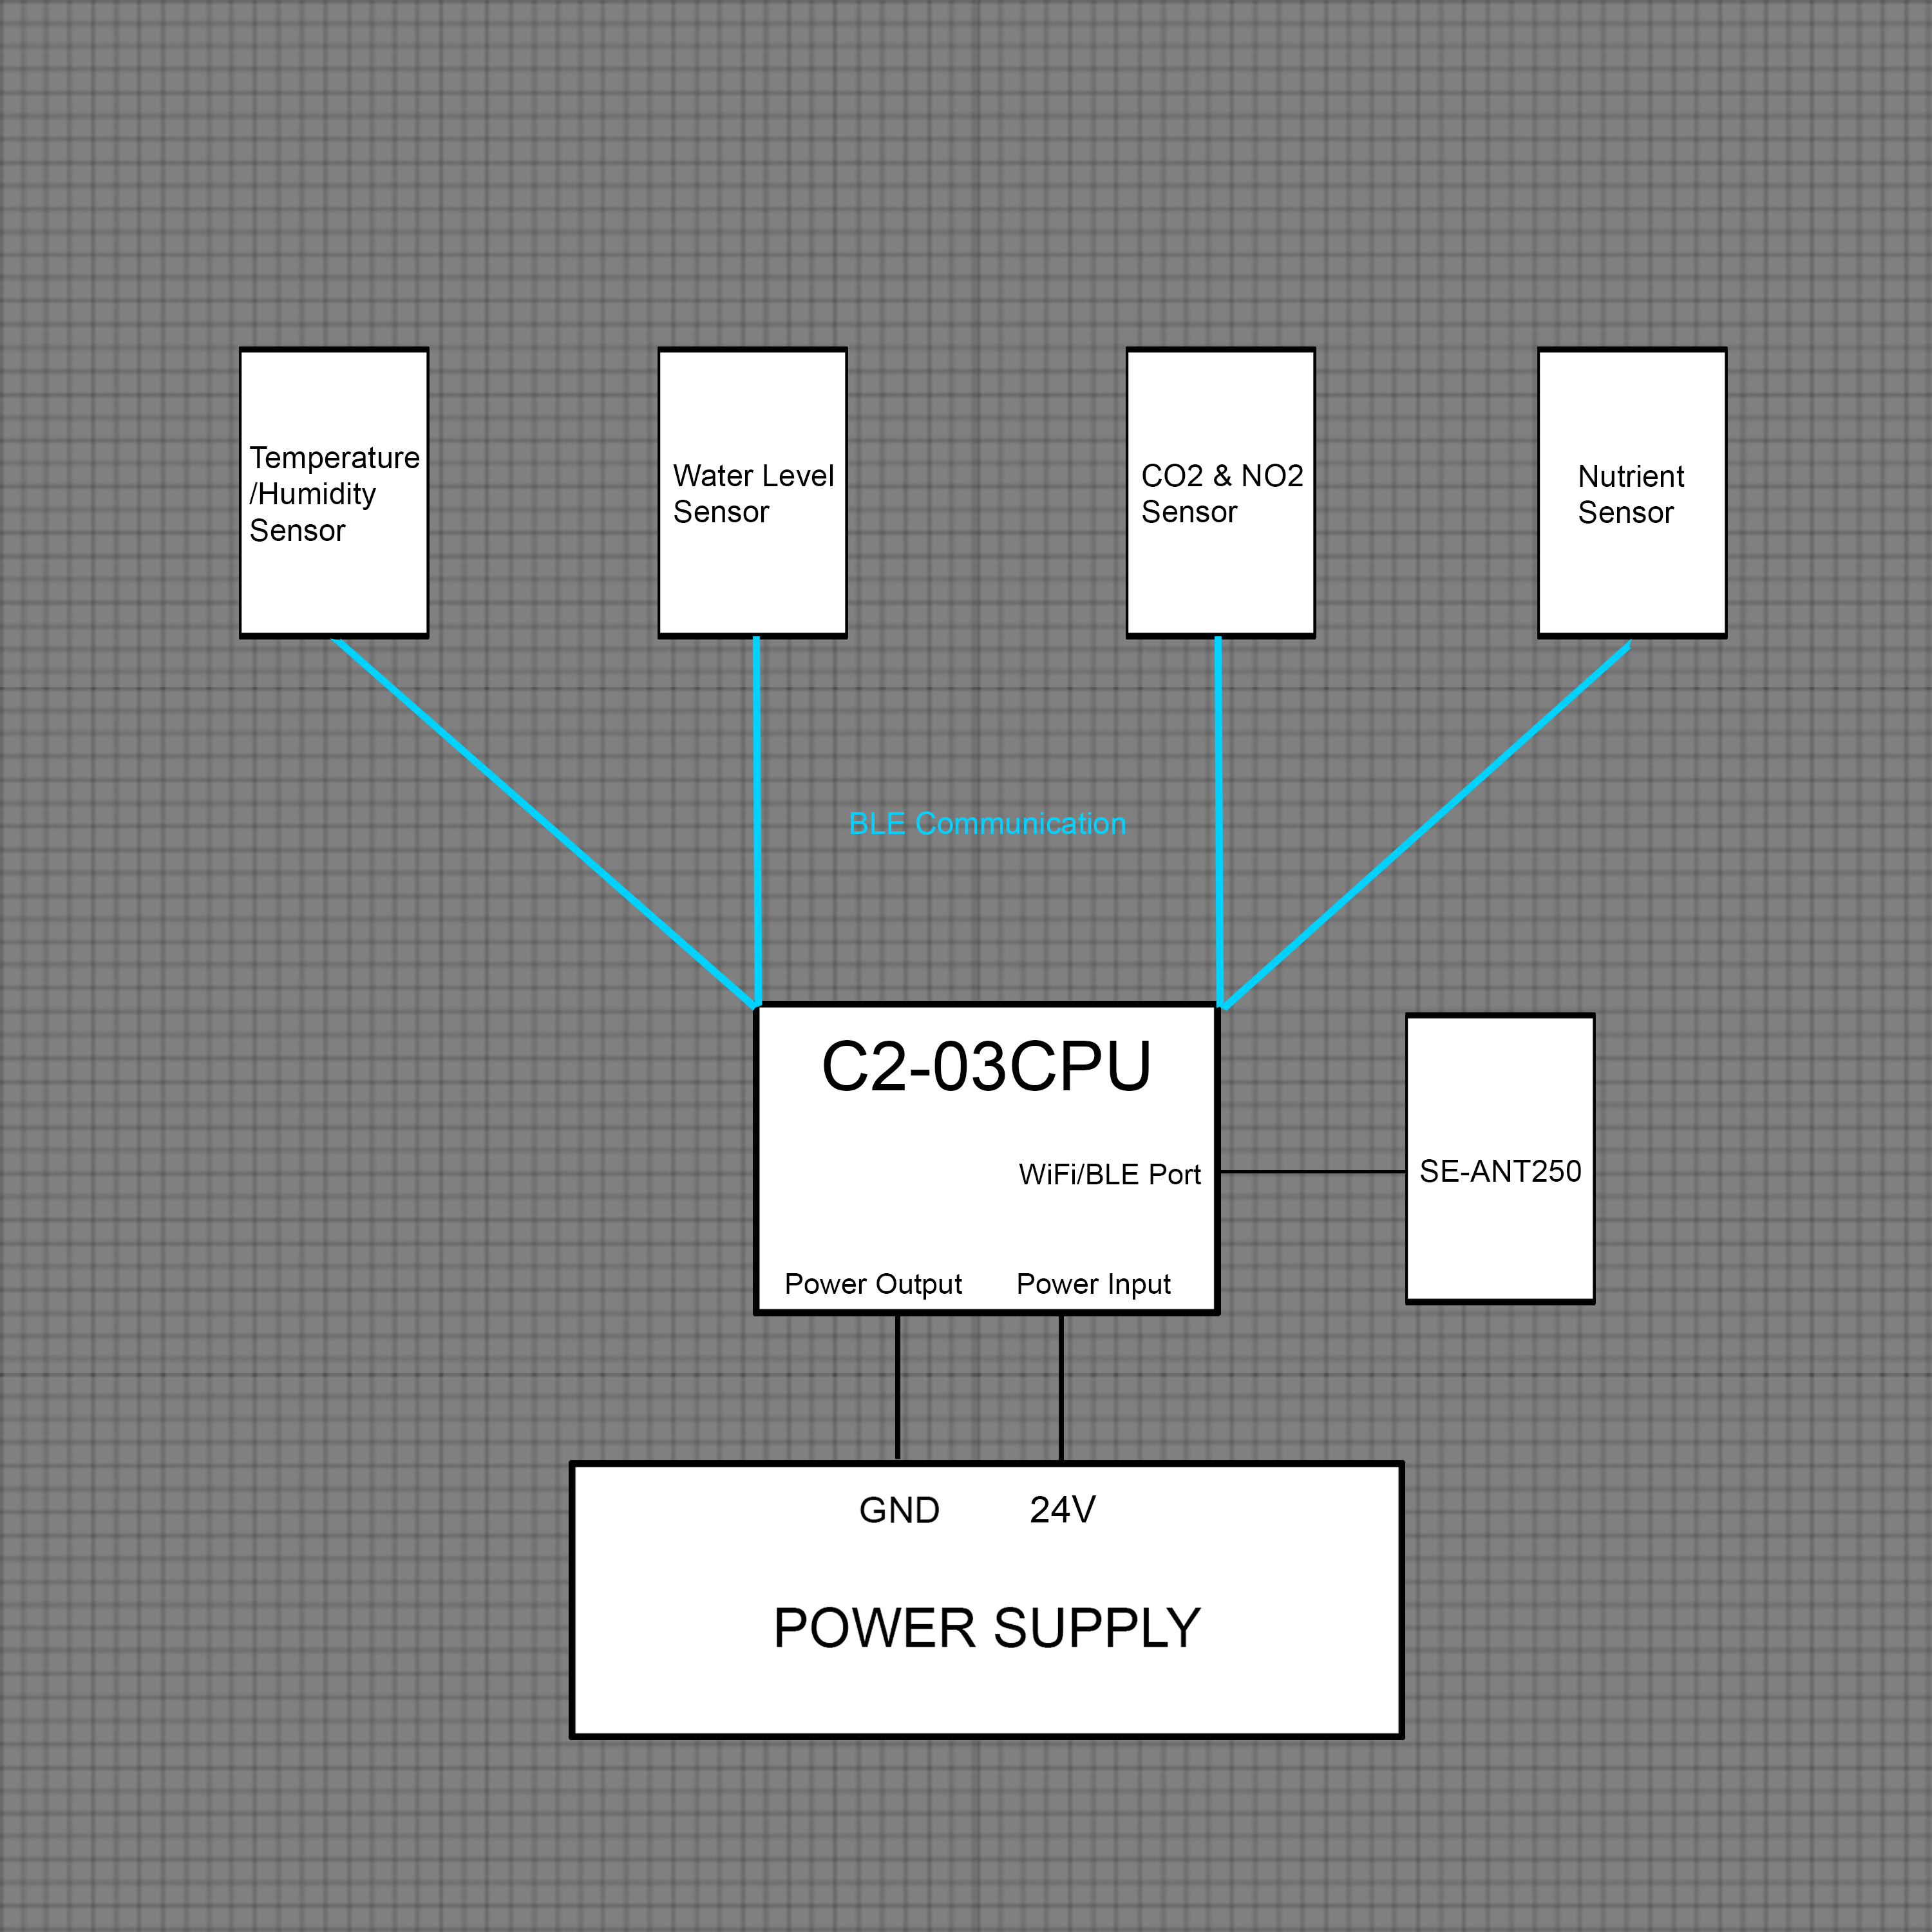 Temperature
/Humidity
Sensor
Water Level
Sensor
CO2 & NO2
Sensor
Nutrient
Sensor
BLE Communication
C2-03CPU
WiFi/BLE Port
SE-ANT250
Power Output
Power Input
GND
24V
POWER SUPPLY